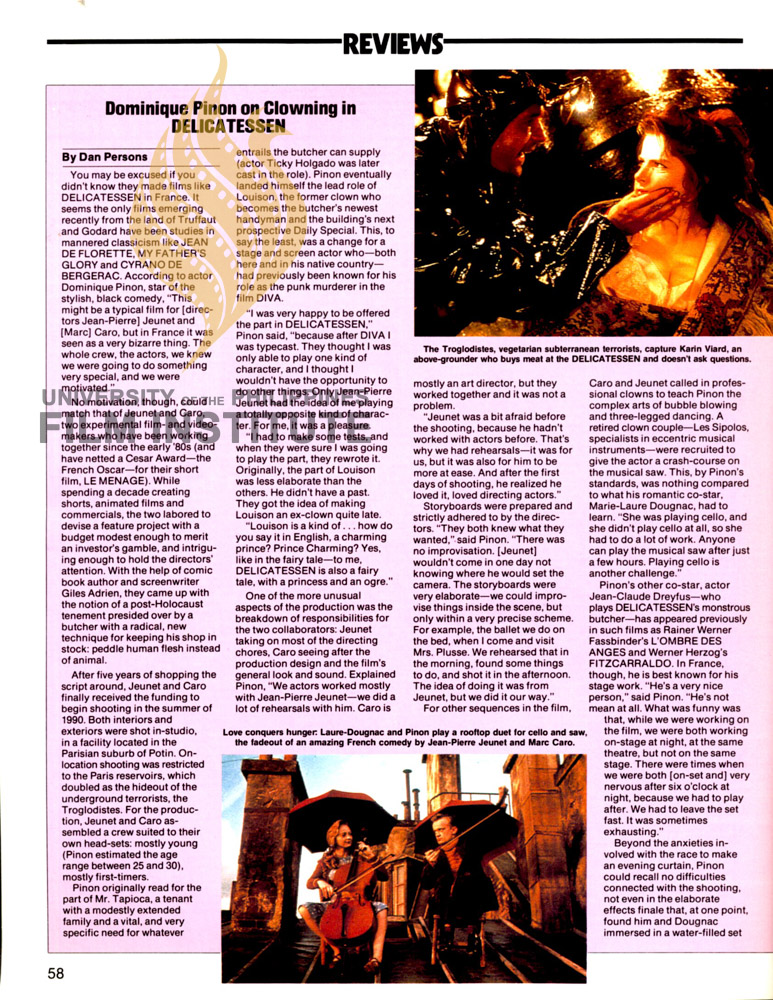 REVIEWS
Dominique Pinon on Clowning in
DELICATESSEN
By Dan Persons
You may be excused if you
didn't know they made films like
DELICATESSEN in France. It
seems the only films emerging
recently from the land of Truffaut
and Godard have been studies in
mannered classicism like JEAN
DE FLORETTE, MY FATHER'S
GLORY and CYRANO DE
BERGERAC. According to actor
Dominique Pinon, star of the
stylish, black comedy, "This
might be a typical film for [direc-
tors Jean-Pierre] Jeunet and
[Marc] Caro, but in France it was
seen as a very bizarre thing. The
whole crew, the actors, we knew
we were going to do something
very special, and we were
motivated."
No motivation, though, could
match that of Jeunet and Caro,
two experimental film- and video-
makers who have been working
together since the early '80s (and
have netted a Cesar Award—the
French Oscar—for their short
film, LE MENAGE). While
spending a decade creating
shorts, animated films and
commercials, the two labored to
devise a feature project with a
budget modest enough to merit
an investor's gamble, and intrigu-
ing enough to hold the directors'
attention. With the help of comic
book author and screenwriter
Giles Adrien, they came up with
the notion of a post-Holocaust
tenement presided over by a
butcher with a radical, new
technique for keeping his shop in
stock: peddle human flesh instead
of animal.
After five years of shopping the
script around, Jeunet and Caro
finally received the funding to
begin shooting in the summer of
1990. Both interiors and
exteriors were shot in-studio,
in a facility located in the
Parisian suburb of Potin. On-
location shooting was restricted
to the Paris reservoirs, which
doubled as the hideout of the
underground terrorists, the
Troglodistes. For the produc-
tion, Jeunet and Caro as-
sembled a crew suited to their
own head-sets: mostly young
(Pinon estimated the age
range between 25 and 30),
mostly first-timers.
Pinon originally read for the
part of Mr. Tapioca, a tenant
with a modestly extended
family and a vital, and very
specific need for whatever
entrails the butcher can supply
(actor Ticky Holgado was later
cast in the role). Pinon eventually
landed himself the lead role of
Louison, the former clown who
becomes the butcher's newest
handyman and the building's next
prospective Daily Special. This, to
say the least, was a change for a
stage and screen actor who—both
here and in his native country—
had previously been known for his
role as the punk murderer in the
film DIVA.
"I was very happy to be offered
the part in DELICATESSEN,"
Pinon said, "because after DIVA I
was typecast. They thought I was
only able to play one kind of
character, and I thought I
wouldn't have the opportunity to
do other things. Only Jean-Pierre
Jeunet had the idea of me playing
a totally opposite kind of charac-
ter. For me, it was a pleasure.
"I had to make some tests, and
when they were sure I was going
to play the part, they rewrote it.
Originally, the part of Louison
was less elaborate than the
others. He didn't have a past.
They got the idea of making
Louison an ex-clown quite late.
"Louison is a kind of . . . how do
you say it in English, a charming
prince? Prince Charming? Yes,
like in the fairy tale—to me,
DELICATESSEN is also a fairy
tale, with a princess and an ogre."
One of the more unusual
aspects of the production was the
breakdown of responsibilities for
the two collaborators: Jeunet
taking on most of the directing
chores, Caro seeing after the
production design and the film's
general look and sound. Explained
Pinon, "We actors worked mostly
with Jean-Pierre Jeunet—we did a
lot of rehearsals with him. Caro is
The Troglodistes, vegetarian subterranean terrorists, capture Karin Viard, an
above-grounder who buys meat at the DELICATESSEN and doesn't ask questions.
mostly an art director, but they
worked together and it was not a
problem.
"Jeunet was a bit afraid before
the shooting, because he hadn't
worked with actors before. That's
why we had rehearsals—it was for
us, but it was also for him to be
more at ease. And after the first
days of shooting, he realized he
loved it, loved directing actors."
Storyboards were prepared and
strictly adhered to by the direc-
tors. "They both knew what they
wanted," said Pinon. "There was
no improvisation. [Jeunet]
wouldn't come in one day not
knowing where he would set the
camera. The storyboards were
very elaborate—we could impro-
vise things inside the scene, but
only within a very precise scheme.
For example, the ballet we do on
the bed, when I come and visit
Mrs. Plusse. We rehearsed that in
the morning, found some things
to do, and shot it in the afternoon.
The idea of doing it was from
Jeunet, but we did it our way."
For other sequences in the film,
Caro and Jeunet called in profes-
sional clowns to teach Pinon the
complex arts of bubble blowing
and three-legged dancing. A
retired clown couple—Les Sipolos,
specialists in eccentric musical
instruments—were recruited to
give the actor a crash-course on
the musical saw. This, by Pinon's
standards, was nothing compared
to what his romantic co-star,
Marie-Laure Dougnac, had to
learn. "She was playing cello, and
she didn't play cello at all, so she
had to do a lot of work. Anyone
can play the musical saw after just
a few hours. Playing cello is
another challenge."
Pinon's other co-star, actor
Jean-Claude Dreyfus—who
plays DELICATESSEN's monstrous
butcher—has appeared previously
in such films as Rainer Werner
Fassbinder's L'OMBRE DES
ANGES and Werner Herzog's
FITZCARRALDO. In France,
though, he is best known for his
stage work. "He's a very nice
person," said Pinon. "He's not
mean at all. What was funny was
that, while we were working on
the film, we were both working
on-stage at night, at the same
theatre, but not on the same
stage. There were times when
we were both [on-set and] very
nervous after six o'clock at
night, because we had to play
after. We had to leave the set
fast. It was sometimes
exhausting."
Beyond the anxieties in-
volved with the race to make
an evening curtain, Pinon
could recall no difficulties
connected with the shooting,
not even in the elaborate
effects finale that, at one point,
found him and Dougnac
immersed in a water-filled set
Love conquers hunger: Laure-Dougnac and Pinon play a rooftop duet for cello and saw,
the fadeout of an amazing French comedy by Jean-Pierre Jeunet and Marc Caro.
58
UNIVERSITY OF THE PHILIPPINES
FILM INSTITUTE